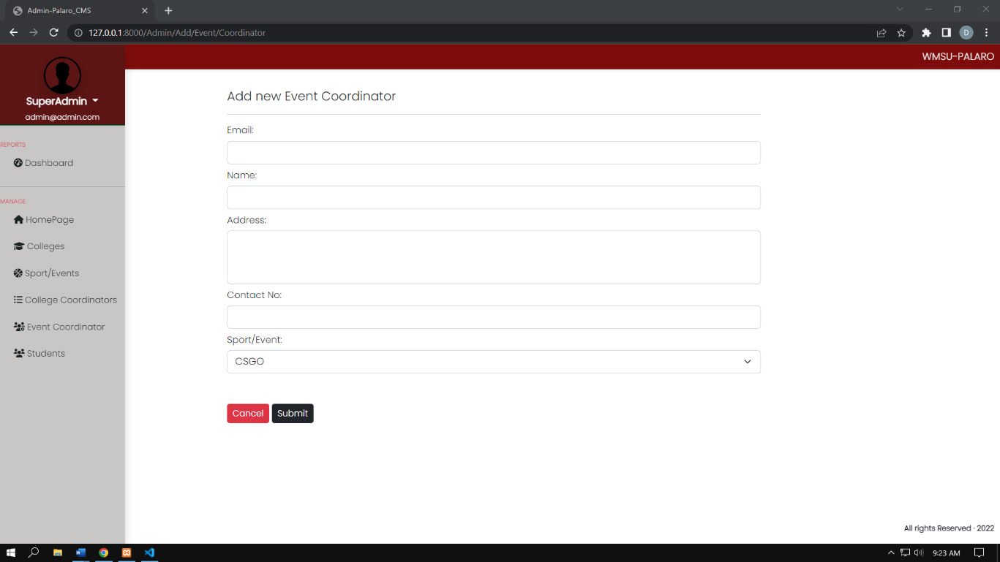 Admin-Palaro_CMS
127.0.0.1:8000/Admin/Add/Event/Coordinator
D
WMSU-PALARO
SuperAdmin
admin@admin.com
REPORTS
Dashboard
MANAGE
HomePage
Colleges
Sport/Events
College Coordinators
Event Coordinator
Students
Add new Event Coordinator
Email:
Name:
Address:
Contact No:
Sport/Event:
CSGO
Cancel Submit
All rights Reserved · 2022
9:23 AM